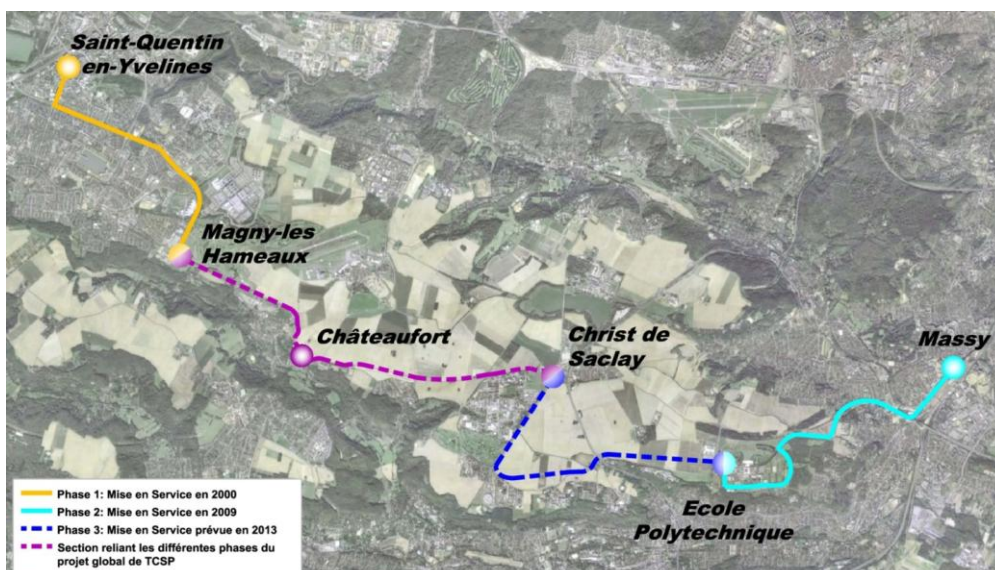 Saint-Quentin
en-Yvelines
Magny-les
Hameaux
Châteaufort
Christ de
Saclay
Massy
Ecole
Polytechnique
Phase 1: Mise en Service en 2000
Phase 2: Mise en Service en 2009
Phase 3: Mise en Service prévue en 2013
Section reliant les différentes phases du
projet global de TCSP